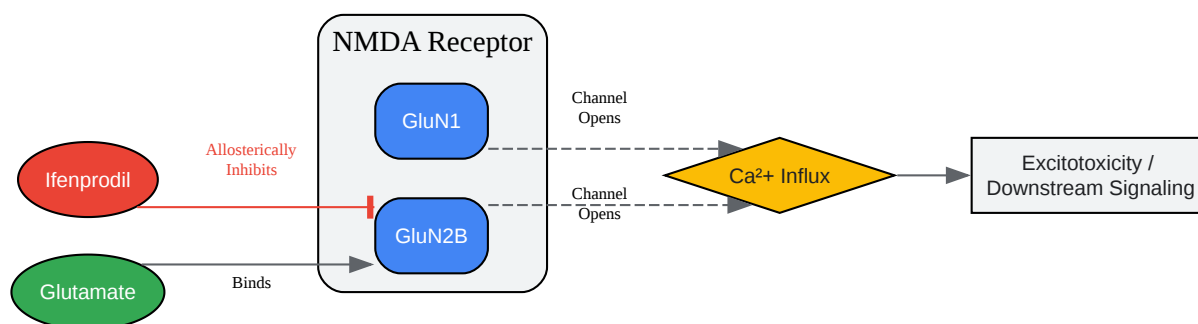 NMDA Receptor
GluN1
Channel
Opens
Allosterically
Inhibits
Ifenprodil
Ca²+ Influx
Excitotoxicity /
Downstream Signaling
GluN2B
Channel
Opens
Glutamate
Binds